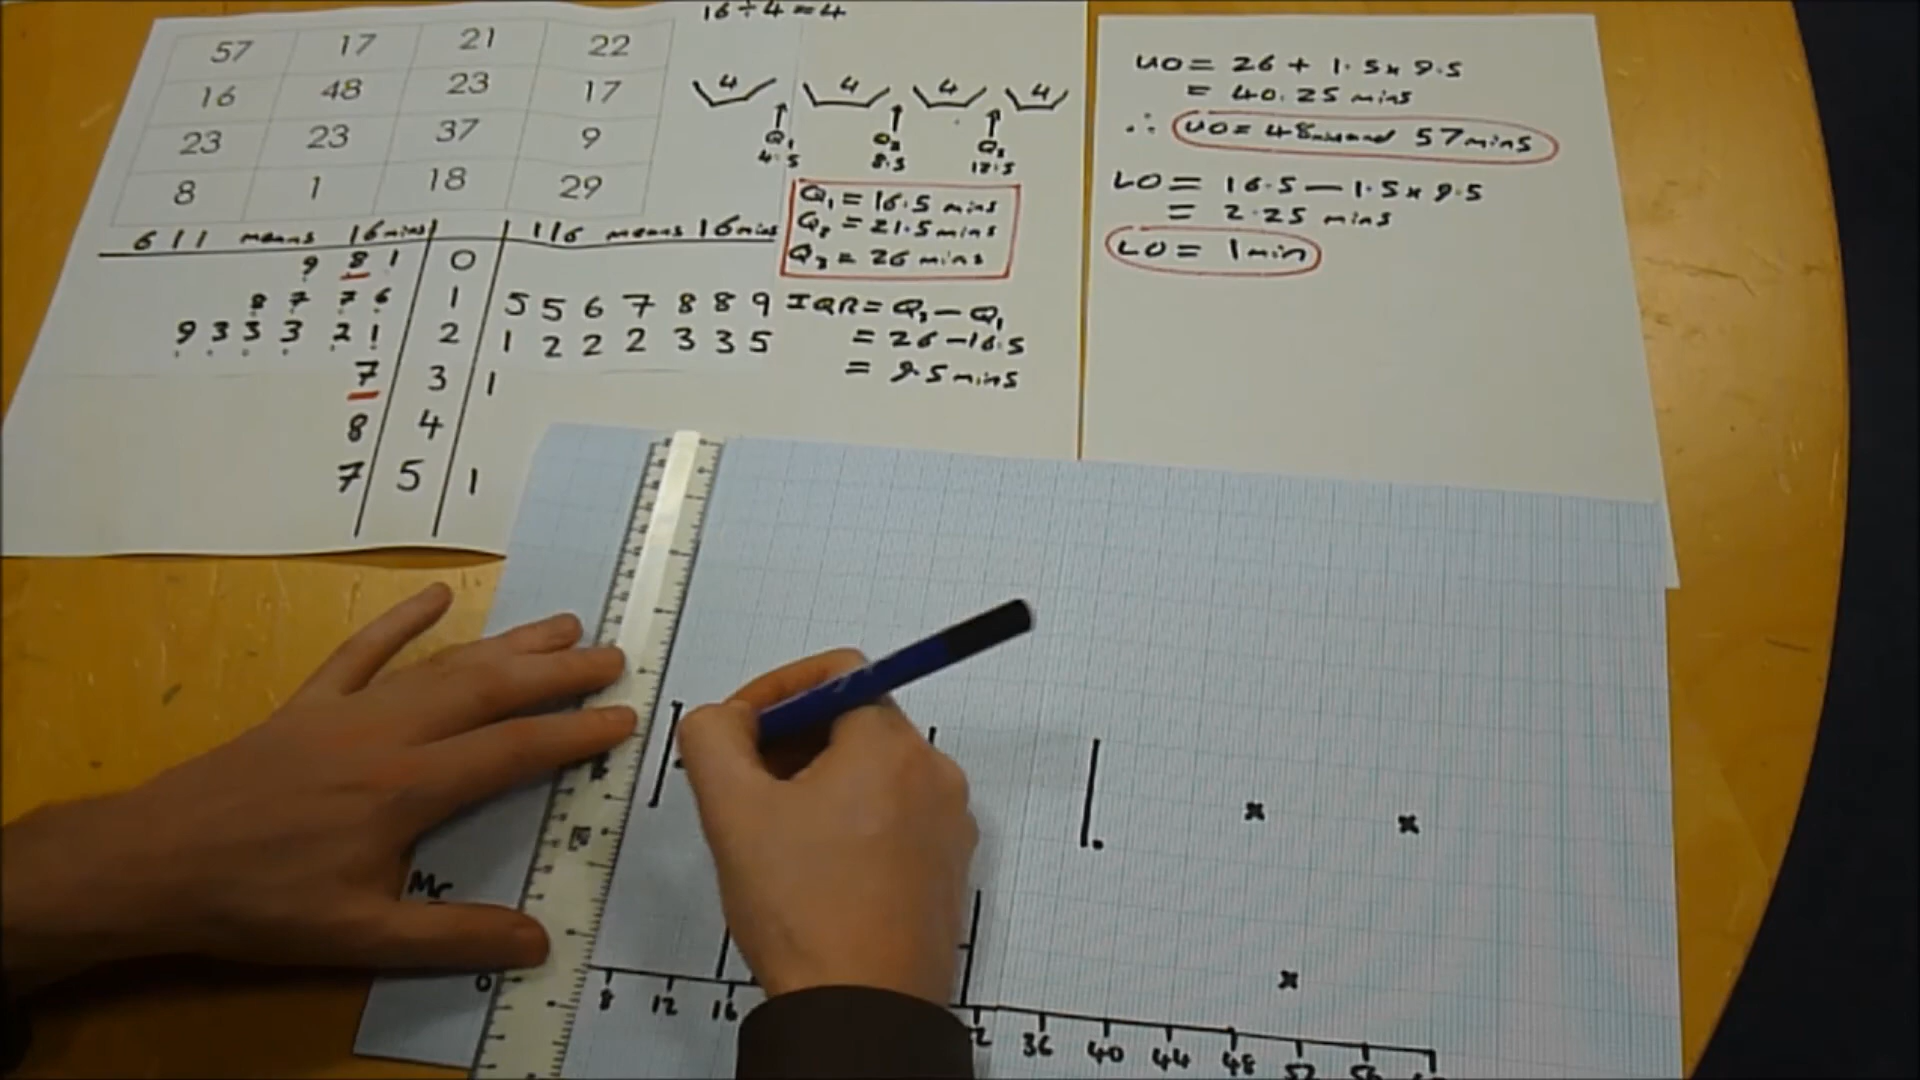 57 17 21 22
16 48 23 17
23 23 37 9
8 1 18 29
16÷4=4
4 4 4 4
Q₁ Q₂ Q₃
4.5 8.5 12.5
Q₁ = 16.5 mins
Q₂ = 21.5 mins
Q₃ = 26 mins
6 1 1 means 16 mins 1 1 6 means 16 mins
9 8 1 0
8 7 7 6 1 5 5 6 7 8 8 9
9 3 3 3 2 1 2 1 2 2 2 3 3 5
7 3 1
8 4
7 5 1
IQR = Q₃ - Q₁
= 26 - 16.5
= 9.5 mins
UO = 26 + 1.5 x 9.5
= 40.25 mins
∴ UO = 48 mins and 57 mins
LO = 16.5 - 1.5 x 9.5
= 2.25 mins
LO = 1 min
0 8 12 16 36 40 44 48